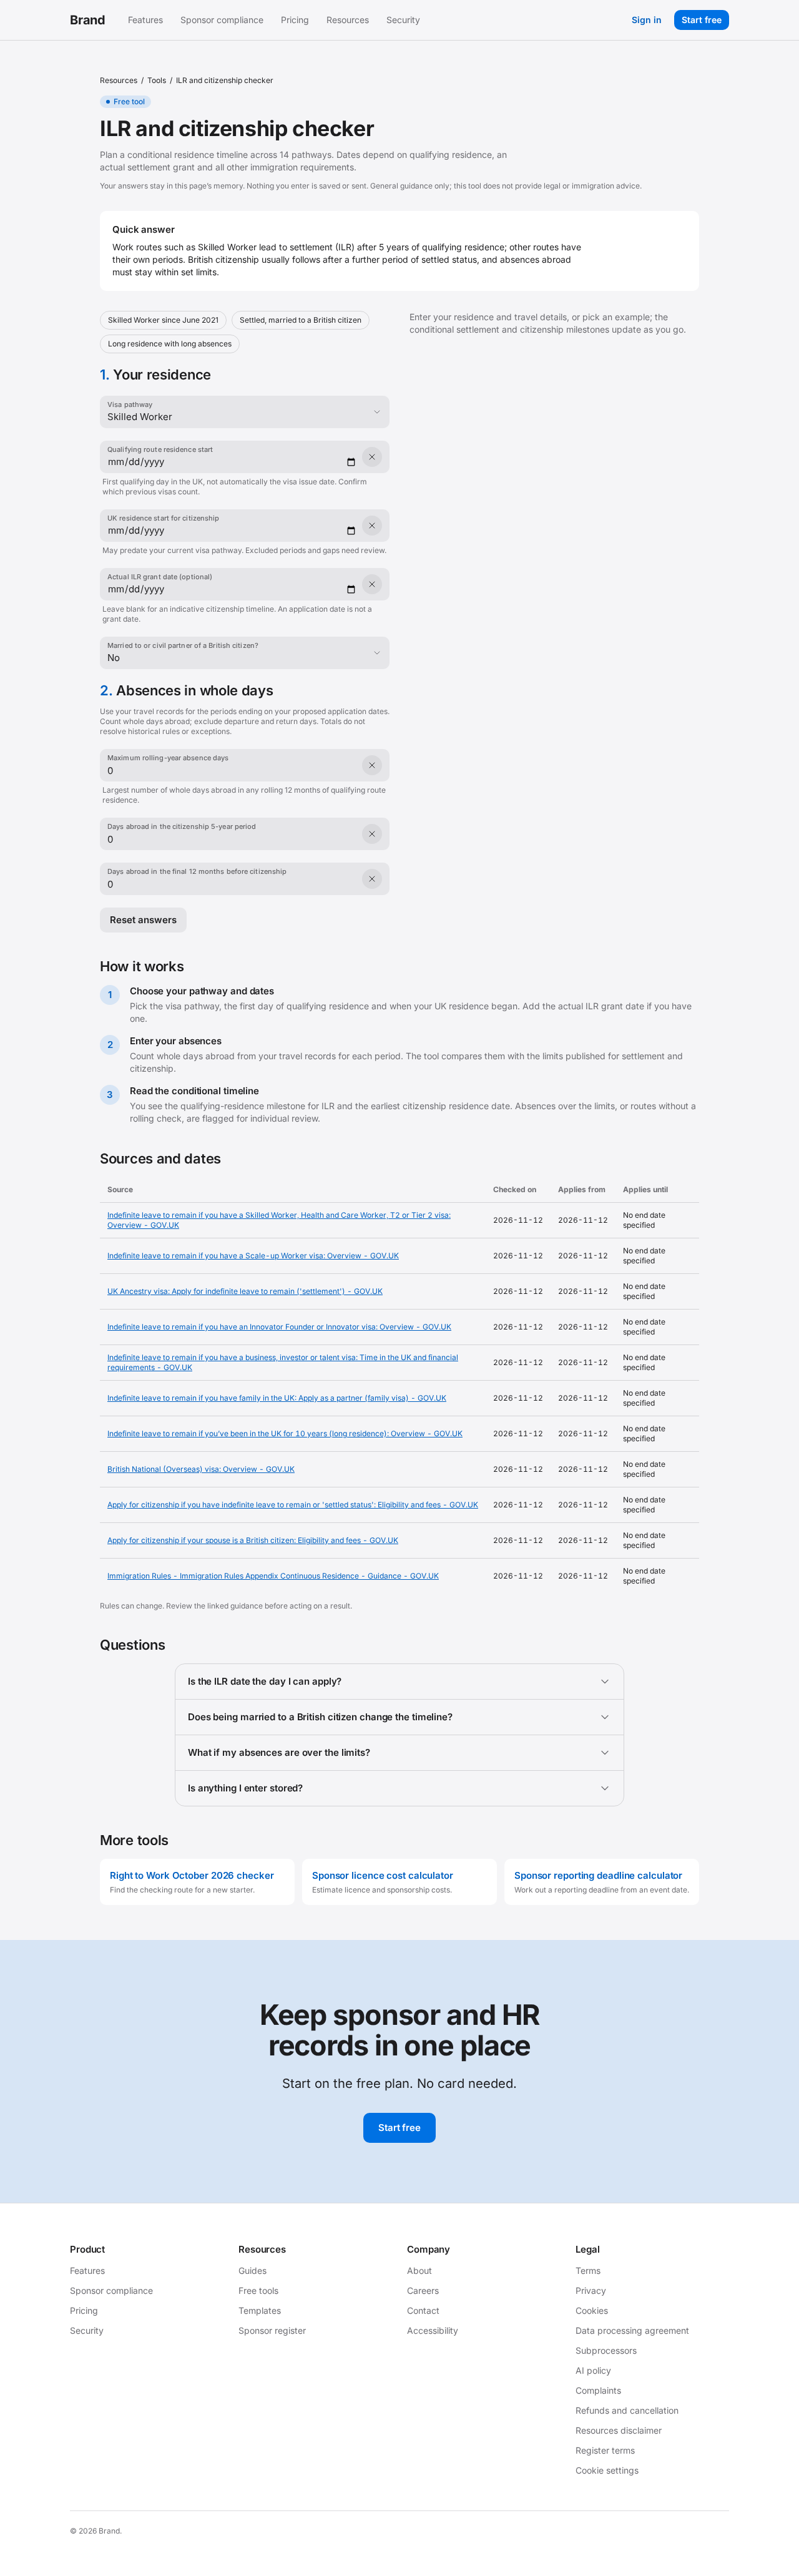 Brand
Features
Sponsor compliance
Pricing
Resources
Security
Sign in
Start free
Resources / Tools / ILR and citizenship checker
Free tool
ILR and citizenship checker
Plan a conditional residence timeline across 14 pathways. Dates depend on qualifying residence, an
actual settlement grant and all other immigration requirements.
Your answers stay in this page's memory. Nothing you enter is saved or sent. General guidance only; this tool does not provide legal or immigration advice.
Quick answer
Work routes such as Skilled Worker lead to settlement (ILR) after 5 years of qualifying residence; other routes have
their own periods. British citizenship usually follows after a further period of settled status, and absences abroad
must stay within set limits.
Skilled Worker since June 2021
Settled, married to a British citizen
Long residence with long absences
Enter your residence and travel details, or pick an example; the
conditional settlement and citizenship milestones update as you go.
1. Your residence
Visa pathway
Skilled Worker
Qualifying route residence start
mm/dd/yyyy
First qualifying day in the UK, not automatically the visa issue date. Confirm
which previous visas count.
UK residence start for citizenship
mm/dd/yyyy
May predate your current visa pathway. Excluded periods and gaps need review.
Actual ILR grant date (optional)
mm/dd/yyyy
Leave blank for an indicative citizenship timeline. An application date is not a
grant date.
Married to or civil partner of a British citizen?
No
2. Absences in whole days
Use your travel records for the periods ending on your proposed application dates.
Count whole days abroad; exclude departure and return days. Totals do not
resolve historical rules or exceptions.
Maximum rolling-year absence days
0
Largest number of whole days abroad in any rolling 12 months of qualifying route
residence.
Days abroad in the citizenship 5-year period
0
Days abroad in the final 12 months before citizenship
0
Reset answers
How it works
1
Choose your pathway and dates
Pick the visa pathway, the first day of qualifying residence and when your UK residence began. Add the actual ILR grant date if you have
one.
2
Enter your absences
Count whole days abroad from your travel records for each period. The tool compares them with the limits published for settlement and
citizenship.
3
Read the conditional timeline
You see the qualifying-residence milestone for ILR and the earliest citizenship residence date. Absences over the limits, or routes without a
rolling check, are flagged for individual review.
Sources and dates
Source Checked on Applies from Applies until
Indefinite leave to remain if you have a Skilled Worker, Health and Care Worker, T2 or Tier 2 visa:
Overview - GOV.UK
2026-11-12 2026-11-12 No end date
specified
Indefinite leave to remain if you have a Scale-up Worker visa: Overview - GOV.UK
2026-11-12 2026-11-12 No end date
specified
UK Ancestry visa: Apply for indefinite leave to remain ('settlement') - GOV.UK
2026-11-12 2026-11-12 No end date
specified
Indefinite leave to remain if you have an Innovator Founder or Innovator visa: Overview - GOV.UK
2026-11-12 2026-11-12 No end date
specified
Indefinite leave to remain if you have a business, investor or talent visa: Time in the UK and financial
requirements - GOV.UK
2026-11-12 2026-11-12 No end date
specified
Indefinite leave to remain if you have family in the UK: Apply as a partner (family visa) - GOV.UK
2026-11-12 2026-11-12 No end date
specified
Indefinite leave to remain if you've been in the UK for 10 years (long residence): Overview - GOV.UK
2026-11-12 2026-11-12 No end date
specified
British National (Overseas) visa: Overview - GOV.UK
2026-11-12 2026-11-12 No end date
specified
Apply for citizenship if you have indefinite leave to remain or 'settled status': Eligibility and fees - GOV.UK
2026-11-12 2026-11-12 No end date
specified
Apply for citizenship if your spouse is a British citizen: Eligibility and fees - GOV.UK
2026-11-12 2026-11-12 No end date
specified
Immigration Rules - Immigration Rules Appendix Continuous Residence - Guidance - GOV.UK
2026-11-12 2026-11-12 No end date
specified
Rules can change. Review the linked guidance before acting on a result.
Questions
Is the ILR date the day I can apply?
Does being married to a British citizen change the timeline?
What if my absences are over the limits?
Is anything I enter stored?
More tools
Right to Work October 2026 checker
Find the checking route for a new starter.
Sponsor licence cost calculator
Estimate licence and sponsorship costs.
Sponsor reporting deadline calculator
Work out a reporting deadline from an event date.
Keep sponsor and HR
records in one place
Start on the free plan. No card needed.
Start free
Product
Features
Sponsor compliance
Pricing
Security
Resources
Guides
Free tools
Templates
Sponsor register
Company
About
Careers
Contact
Accessibility
Legal
Terms
Privacy
Cookies
Data processing agreement
Subprocessors
AI policy
Complaints
Refunds and cancellation
Resources disclaimer
Register terms
Cookie settings
© 2026 Brand.